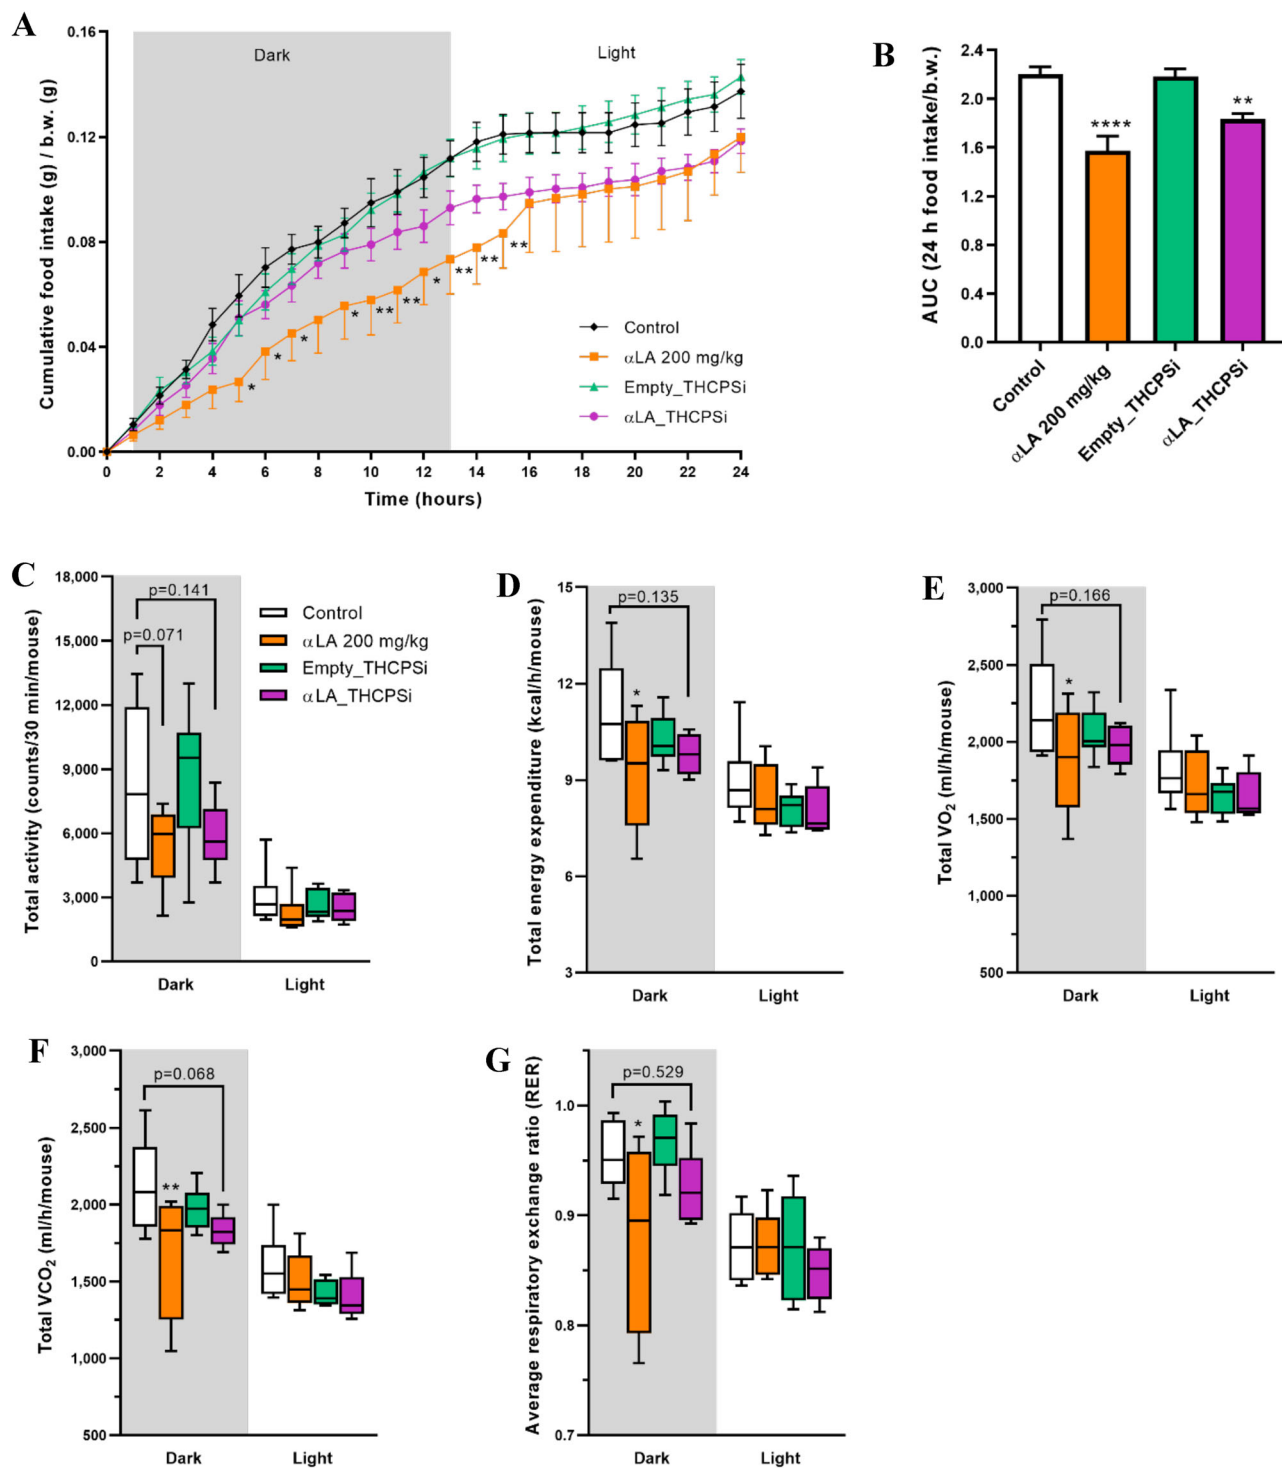 A
Cumulative food intake (g) / b.w. (g)
0.16
0.12
0.08
0.04
0.00
Dark
Light
* * * * ** ** * ** ** **
Control
αLA 200 mg/kg
Empty_THCPSi
αLA_THCPSi
0 2 4 6 8 10 12 14 16 18 20 22 24
Time (hours)
B
AUC (24 h food intake/b.w.)
2.4
2.0
1.6
1.2
0.8
0.4
0.0
****
**
Control
αLA 200 mg/kg
Empty_THCPSi
αLA_THCPSi
C
Total activity (counts/30 min/mouse)
18,000
15,000
12,000
9,000
6,000
3,000
0
p=0.141
p=0.071
Control
αLA 200 mg/kg
Empty_THCPSi
αLA_THCPSi
Dark
Light
D
Total energy expenditure (kcal/h/mouse)
15
12
9
6
3
p=0.135
*
Dark
Light
E
Total VO₂ (ml/h/mouse)
3,000
2,500
2,000
1,500
1,000
500
p=0.166
*
Dark
Light
F
Total VCO₂ (ml/h/mouse)
3,000
2,500
2,000
1,500
1,000
500
p=0.068
**
Dark
Light
G
Average respiratory exchange ratio (RER)
1.0
0.9
0.8
0.7
p=0.529
*
Dark
Light